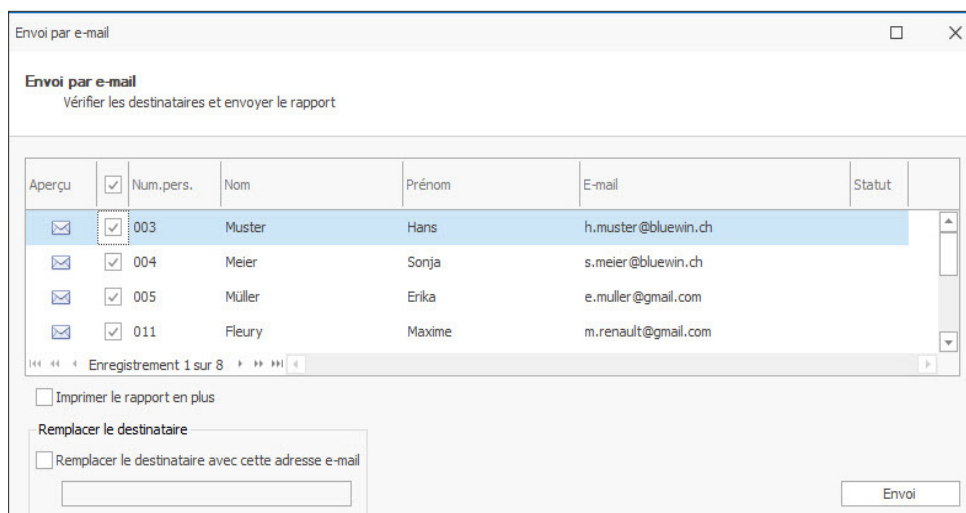 Envoi par e-mail
Envoi par e-mail
Vérifier les destinataires et envoyer le rapport
Aperçu Num.pers. Nom Prénom E-mail Statut
003 Muster Hans h.muster@bluewin.ch
004 Meier Sonja s.meier@bluewin.ch
005 Müller Erika e.muller@gmail.com
011 Fleury Maxime m.renault@gmail.com
Enregistrement 1 sur 8
Imprimer le rapport en plus
Remplacer le destinataire
Remplacer le destinataire avec cette adresse e-mail
Envoi